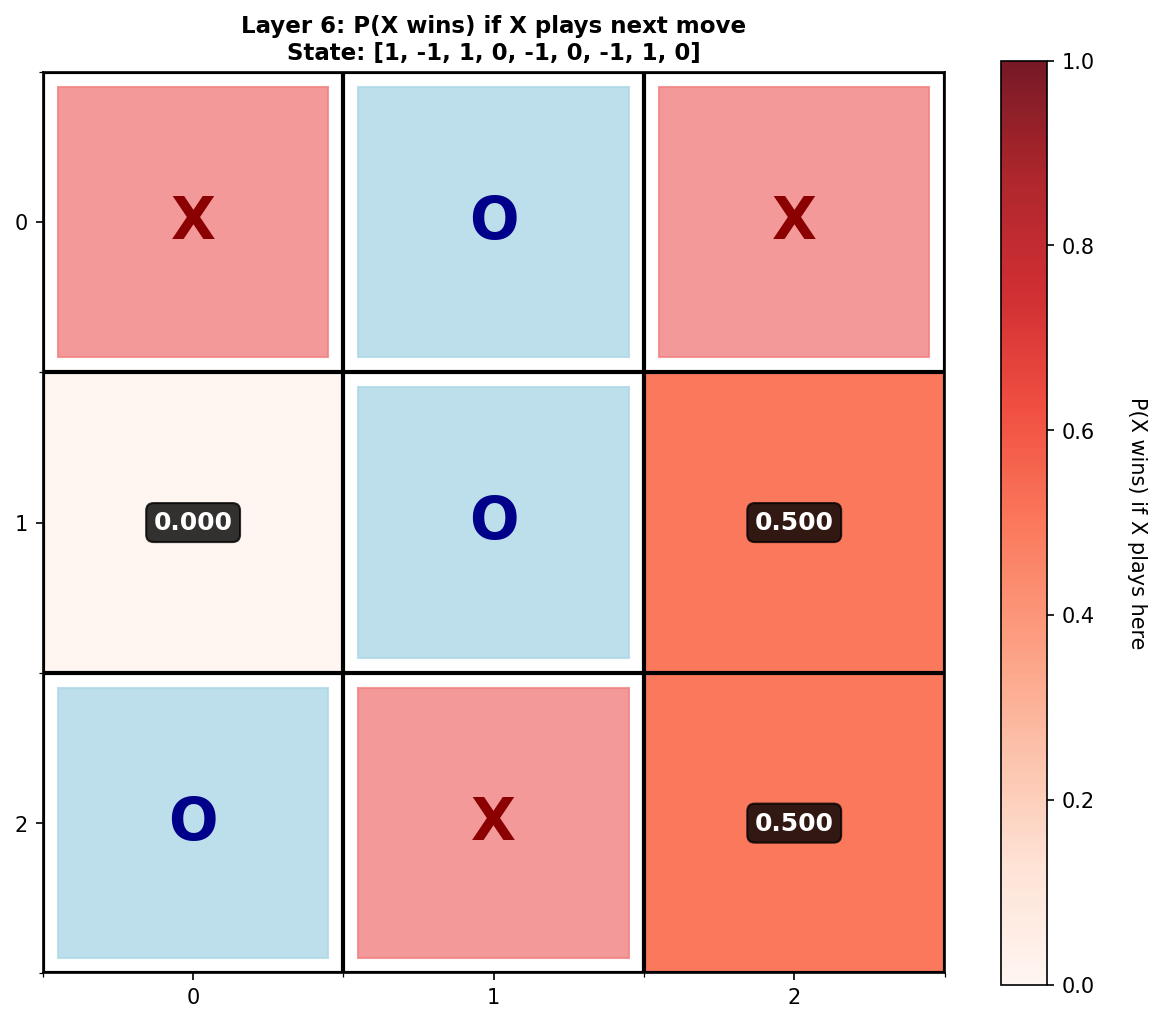 Layer 6: P(X wins) if X plays next move
State: [1, -1, 1, 0, -1, 0, -1, 1, 0]
0
X
O
X
1
0.000
O
0.500
2
O
X
0.500
0
1
2
1.0
0.8
0.6
0.4
0.2
0.0
P(X wins) if X plays here